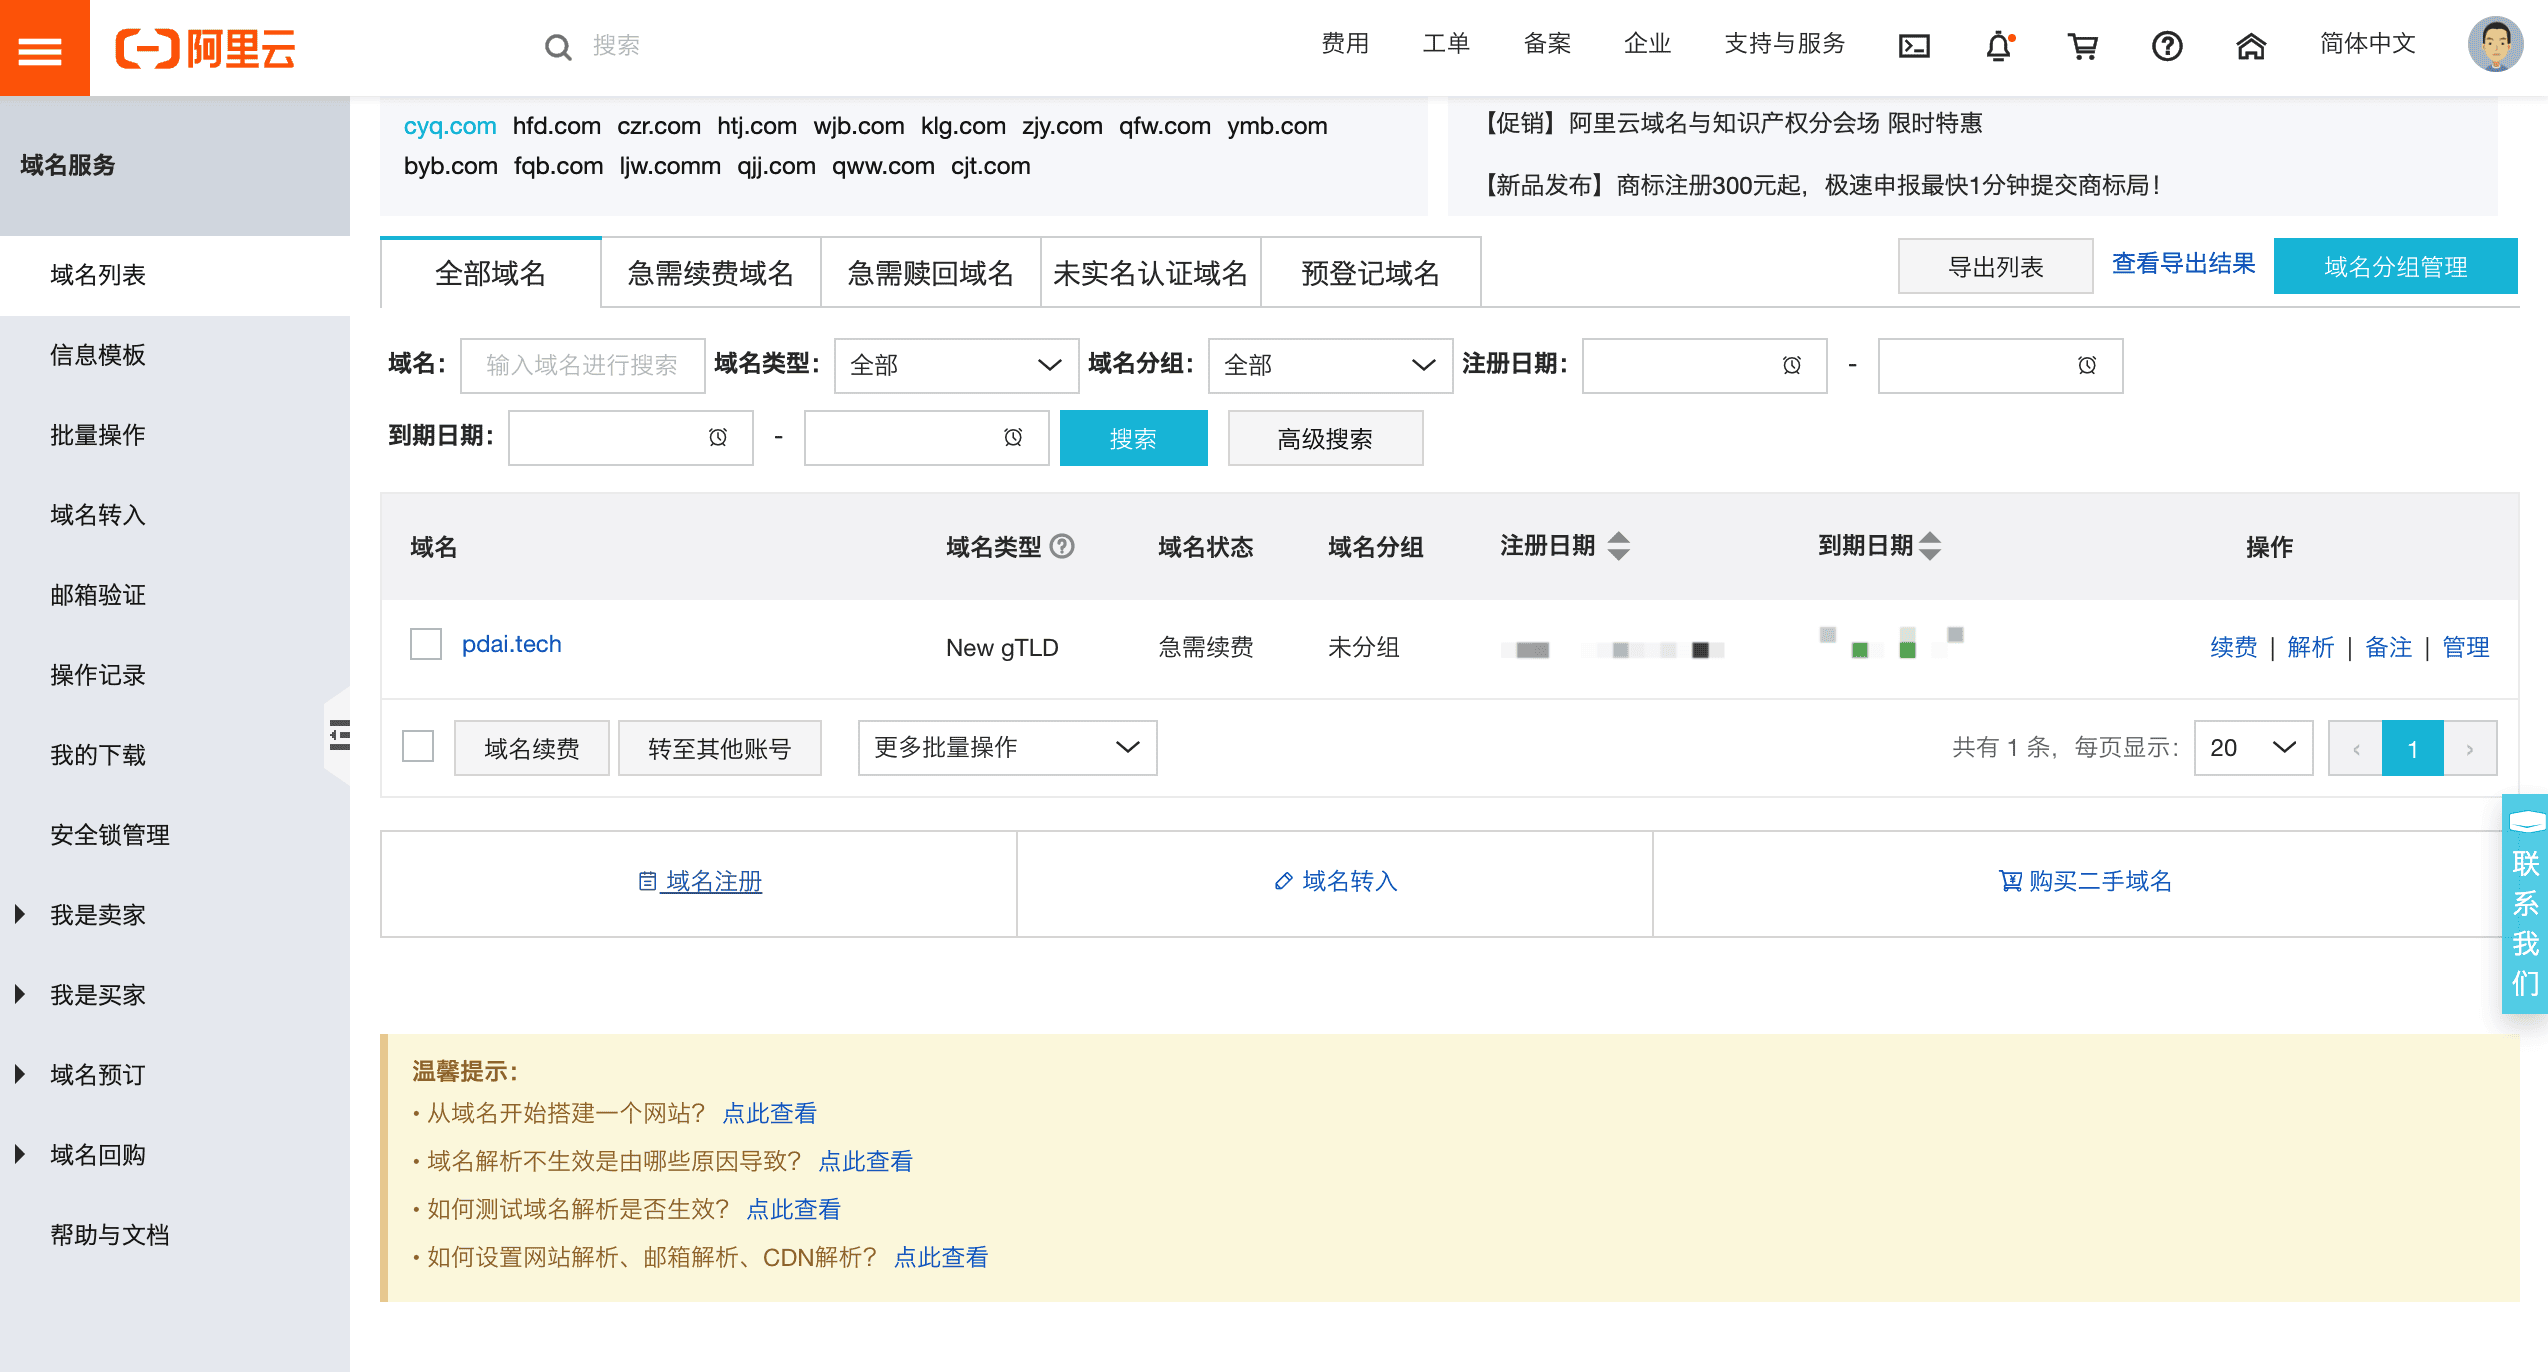 阿里云
搜索
费用 工单 备案 企业 支持与服务 简体中文
域名服务
域名列表
信息模板
批量操作
域名转入
邮箱验证
操作记录
我的下载
安全锁管理
我是卖家
我是买家
域名预订
域名回购
帮助与文档
cyq.com hfd.com czr.com htj.com wjb.com klg.com zjy.com qfw.com ymb.com
byb.com fqb.com ljw.comm qjj.com qww.com cjt.com
【促销】阿里云域名与知识产权分会场 限时特惠
【新品发布】商标注册300元起，极速申报最快1分钟提交商标局！
全部域名 急需续费域名 急需赎回域名 未实名认证域名 预登记域名 导出列表 查看导出结果 域名分组管理
域名： 输入域名进行搜索 域名类型： 全部 域名分组： 全部 注册日期： -
到期日期： - 搜索 高级搜索
域名 域名类型 域名状态 域名分组 注册日期 到期日期 操作
pdai.tech New gTLD 急需续费 未分组 续费 | 解析 | 备注 | 管理
域名续费 转至其他账号 更多批量操作 共有 1 条，每页显示： 20 ‹ 1 ›
域名注册 域名转入 购买二手域名
联系我们
温馨提示：
• 从域名开始搭建一个网站？ 点此查看
• 域名解析不生效是由哪些原因导致？ 点此查看
• 如何测试域名解析是否生效？ 点此查看
• 如何设置网站解析、邮箱解析、CDN解析？ 点此查看